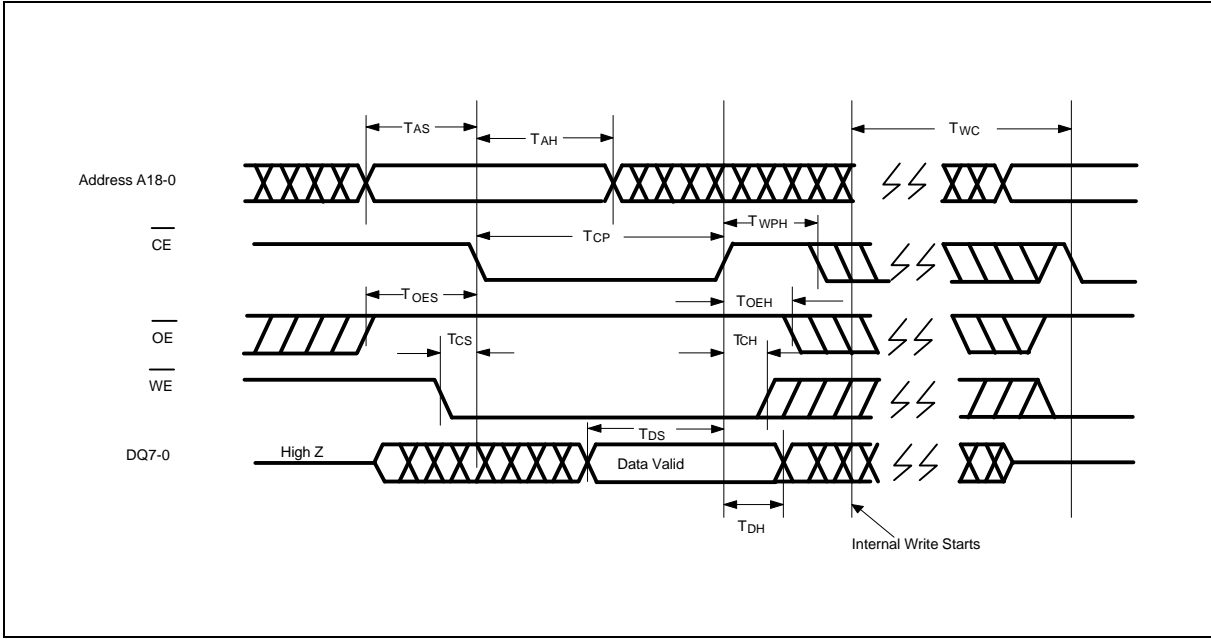 TAS
TAH
TWC
Address A18-0
TWPH
CE
TCP
TOES
TOEH
OE
TCS
TCH
WE
TDS
DQ7-0
High Z
Data Valid
TDH
Internal Write Starts